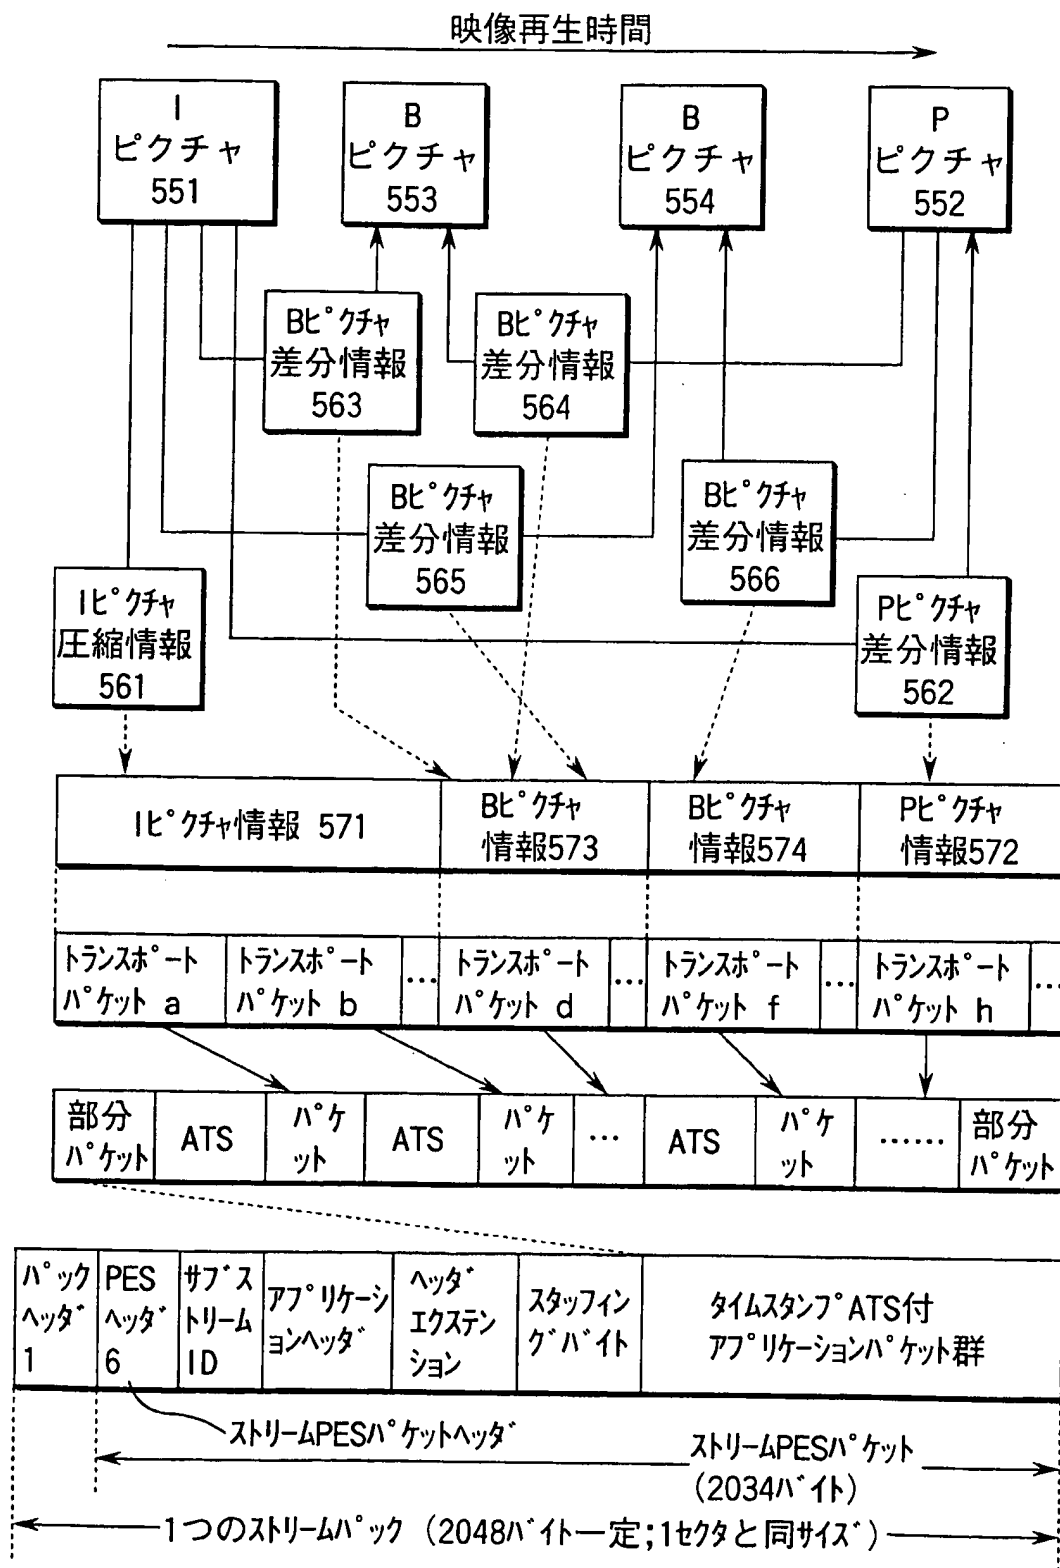 映像再生時間
I
ピクチャ
551
B
ピクチャ
553
B
ピクチャ
554
P
ピクチャ
552
Bピクチャ
差分情報
563
Bピクチャ
差分情報
564
Bピクチャ
差分情報
565
Bピクチャ
差分情報
566
Iピクチャ
圧縮情報
561
Pピクチャ
差分情報
562
Iピクチャ情報 571
Bピクチャ
情報573
Bピクチャ
情報574
Pピクチャ
情報572
トランスポート
パケット a
トランスポート
パケット b
…
トランスポート
パケット d
…
トランスポート
パケット f
…
トランスポート
パケット h
…
部分
パケット
ATS
パケ
ット
ATS
パケ
ット
…
ATS
パケ
ット
……
部分
パケット
パック
ヘッダ
1
PES
ヘッダ
6
サブス
トリーム
ID
アプリケーシ
ョンヘッダ
ヘッダ
エクステン
ション
スタッフィン
グバイト
タイムスタンプATS付
アプリケーションパケット群
ストリームPESパケットヘッダ
ストリームPESパケット
(2034バイト)
1つのストリームパック (2048バイト一定;1セクタと同サイズ)